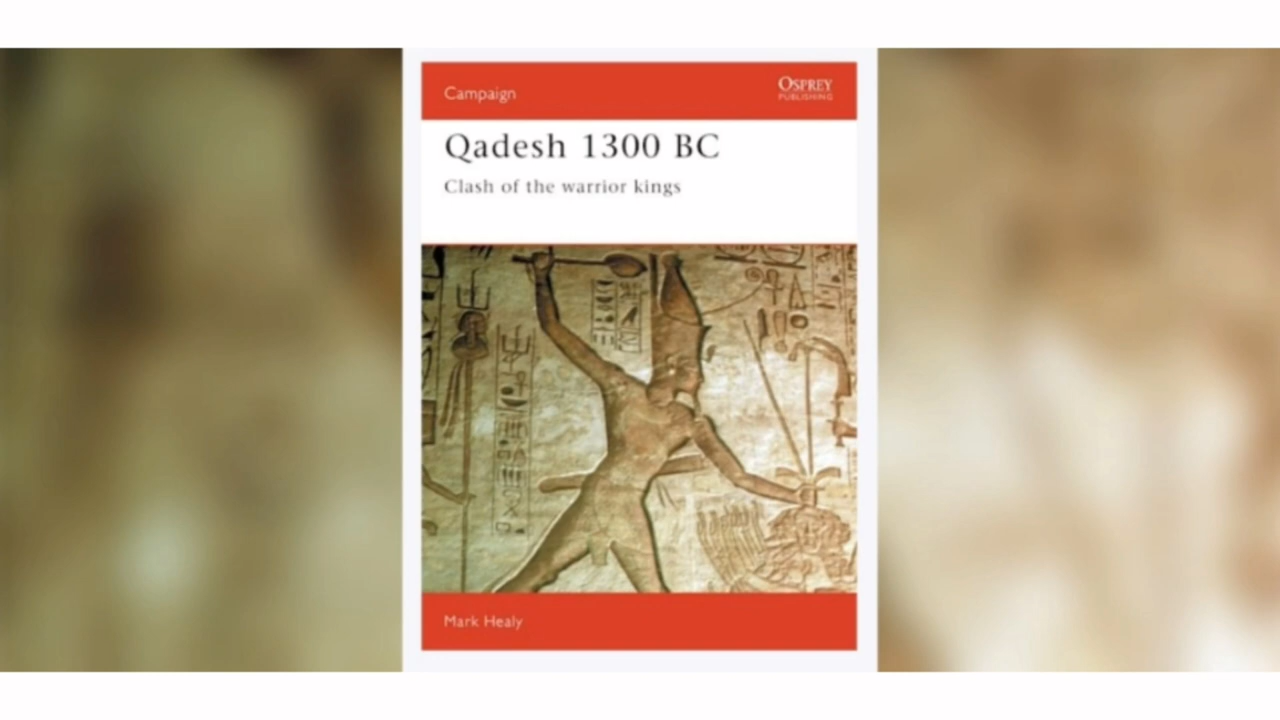 Campaign
OSPREY
PUBLISHING
Qadesh 1300 BC
Clash of the warrior kings
Mark Healy